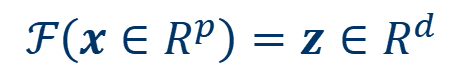 ℱ(𝒙 ∈ Rᵖ) = 𝒛 ∈ Rᵈ